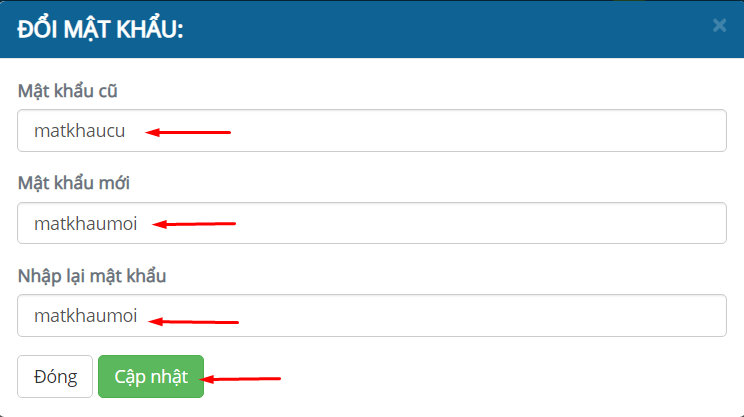 ĐỔI MẬT KHẨU:
×
Mật khẩu cũ
matkhaucu
Mật khẩu mới
matkhaumoi
Nhập lại mật khẩu
matkhaumoi
Đóng Cập nhật